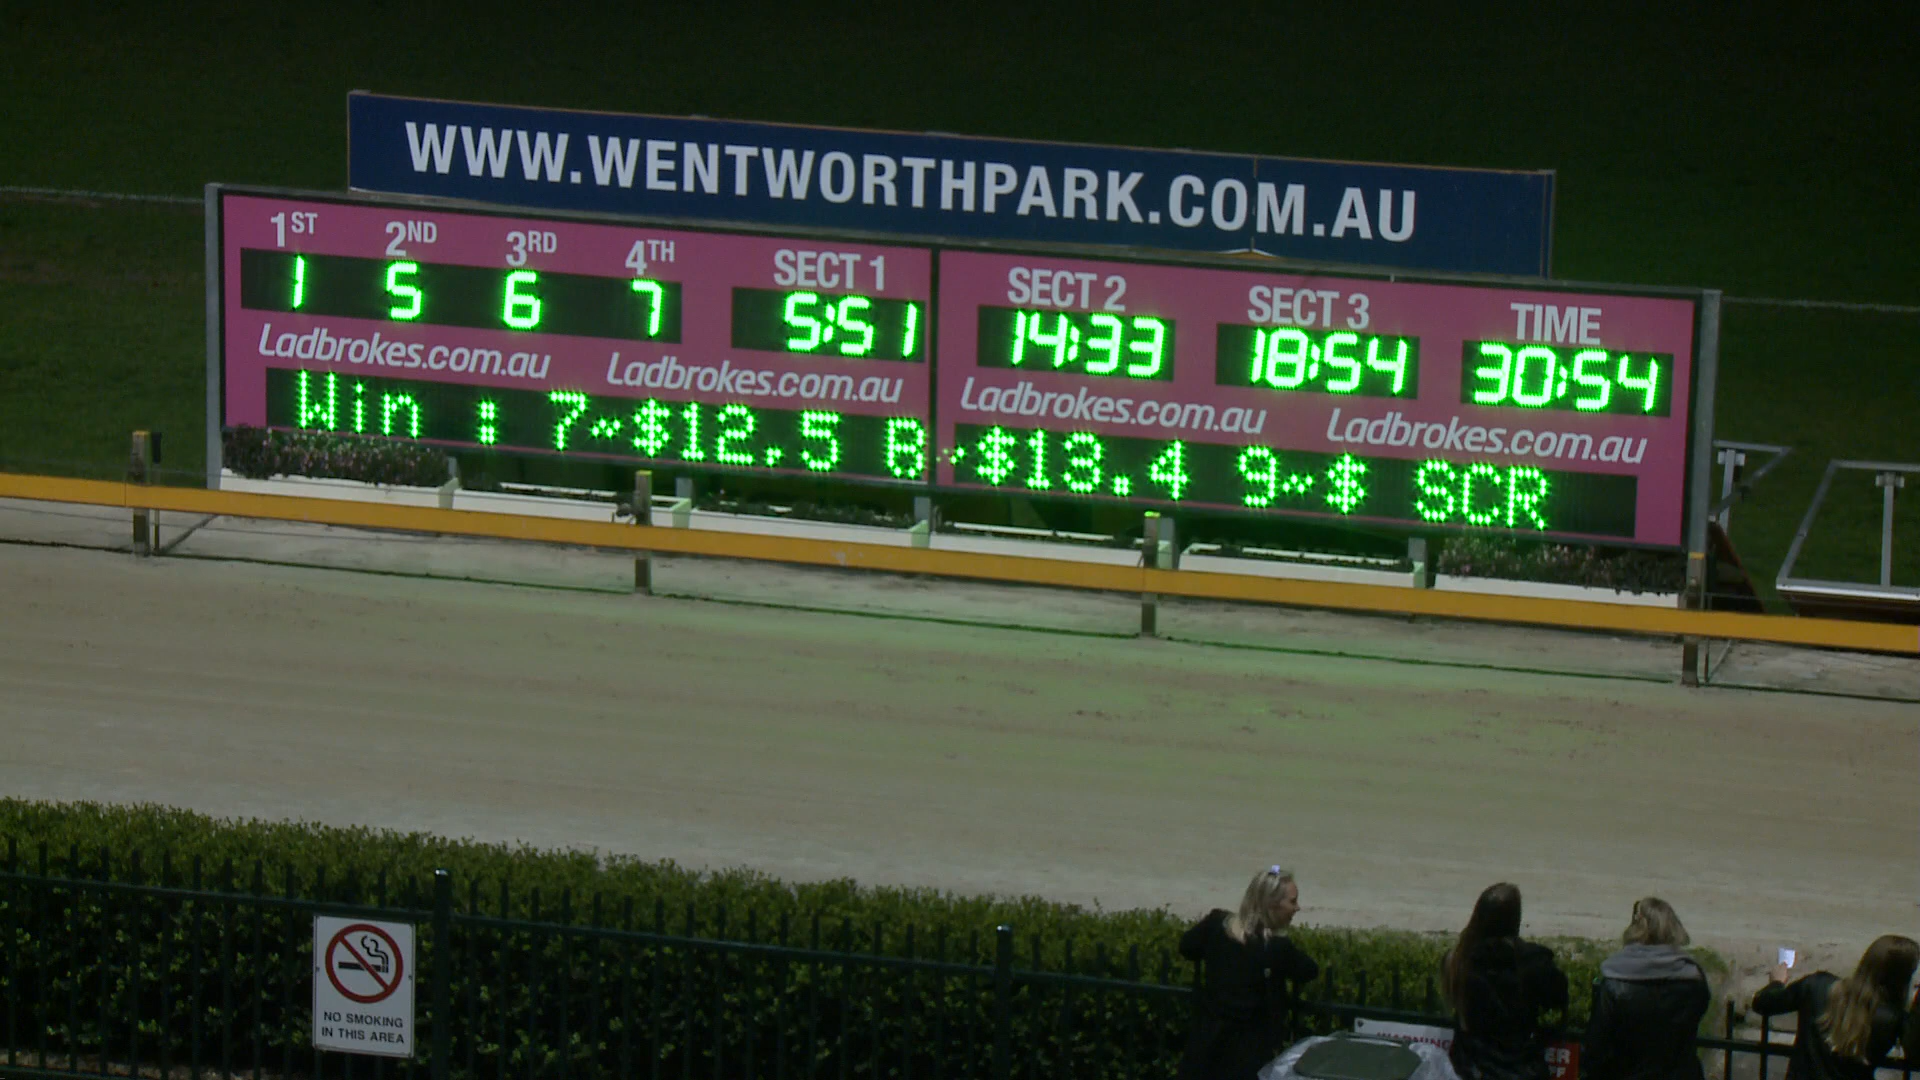 WWW.WENTWORTHPARK.COM.AU
1ST 2ND 3RD 4TH SECT 1 SECT 2 SECT 3 TIME
1 5 6 7 5:51 14:33 18:54 30:54
Ladbrokes.com.au Ladbrokes.com.au Ladbrokes.com.au Ladbrokes.com.au
Win : 7~$12.5 8~$13.4 9~$ SCR
NO SMOKING
IN THIS AREA
WARNING